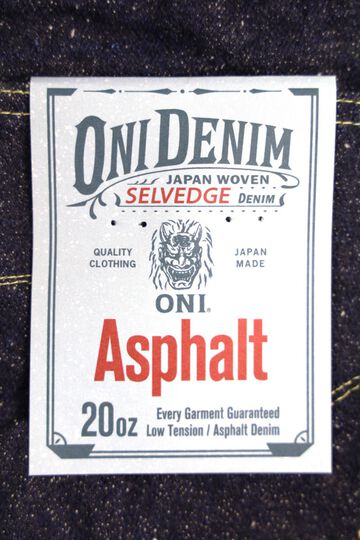 ONI DENIM
JAPAN WOVEN
SELVEDGE DENIM
QUALITY CLOTHING
JAPAN MADE
ONI®
Asphalt
20oz
Every Garment Guaranteed
Low Tension / Asphalt Denim